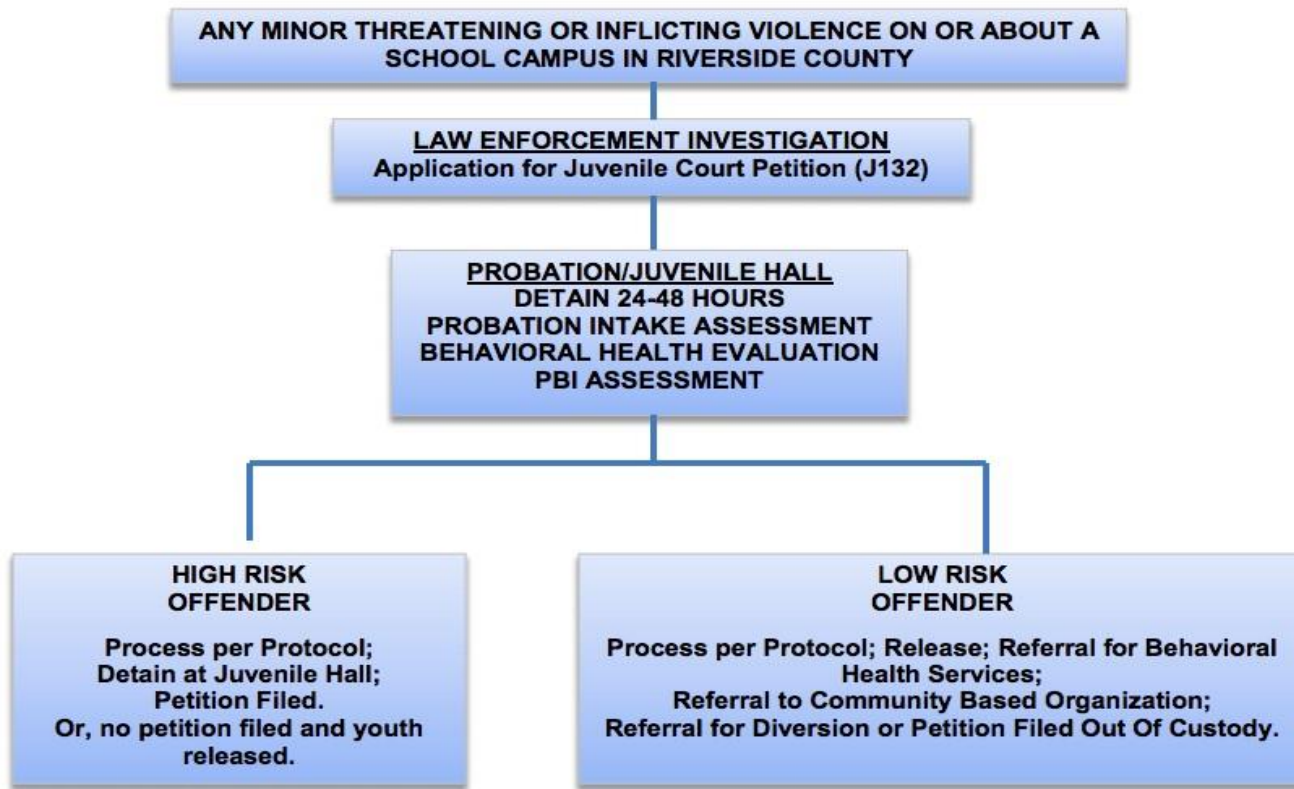 ANY MINOR THREATENING OR INFLICTING VIOLENCE ON OR ABOUT A
SCHOOL CAMPUS IN RIVERSIDE COUNTY
LAW ENFORCEMENT INVESTIGATION
Application for Juvenile Court Petition (J132)
PROBATION/JUVENILE HALL
DETAIN 24-48 HOURS
PROBATION INTAKE ASSESSMENT
BEHAVIORAL HEALTH EVALUATION
PBI ASSESSMENT
HIGH RISK
OFFENDER
Process per Protocol;
Detain at Juvenile Hall;
Petition Filed.
Or, no petition filed and youth
released.
LOW RISK
OFFENDER
Process per Protocol; Release; Referral for Behavioral
Health Services;
Referral to Community Based Organization;
Referral for Diversion or Petition Filed Out Of Custody.